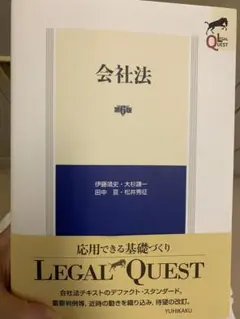 LEGAL
QUEST
会社法
第6版
伊藤靖史・大杉謙一
田中 亘・松井秀征
応用できる基礎づくり
LEGAL QUEST
会社法テキストのデファクト・スタンダード。
重要判例等、近時の動きを織り込み、待望の改訂。
YUHIKAKU